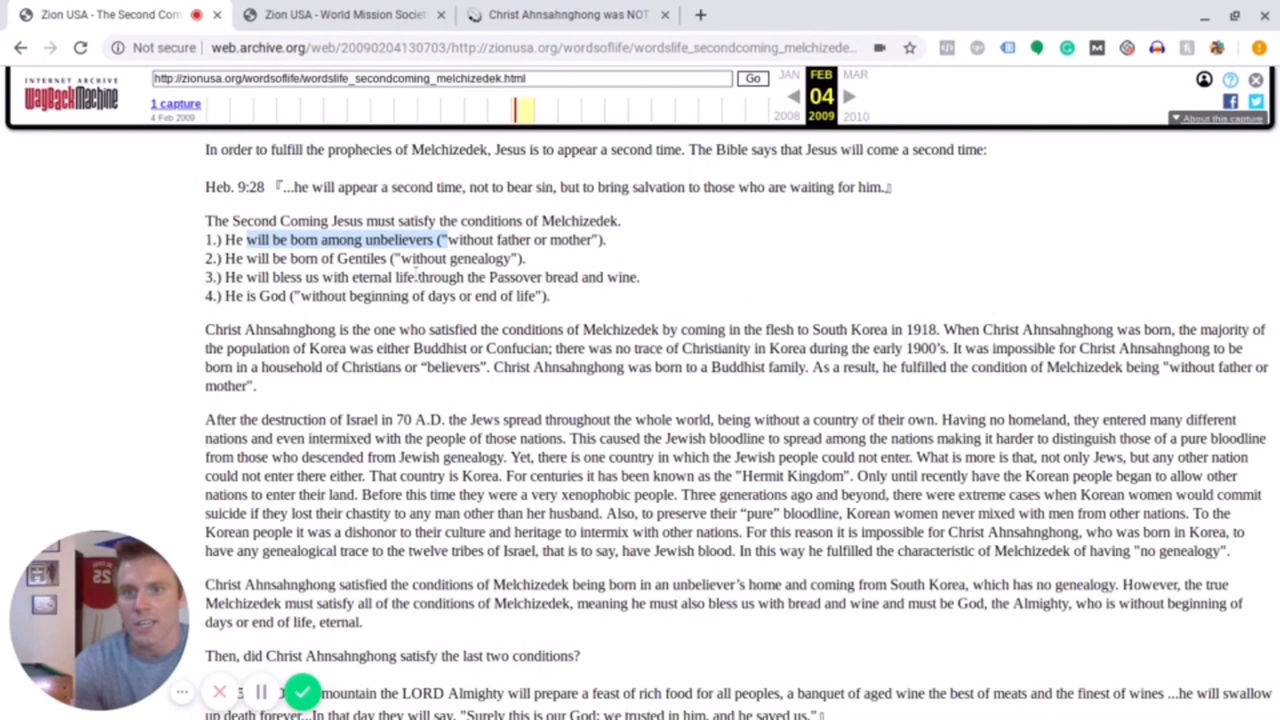 Zion USA - The Second Com
Zion USA - World Mission Societ
Christ Ahnsahnghong was NOT
Not secure
web.archive.org/web/20090204130703/http://zionusa.org/wordsoflife/wordslife_secondcoming_melchizede...
INTERNET ARCHIVE
WayBackMachine
http://zionusa.org/wordsoflife/wordslife_secondcoming_melchizedek.html
Go
JAN FEB MAR
1 capture
04
4 Feb 2009
2008 2009 2010
About this capture
In order to fulfill the prophecies of Melchizedek, Jesus is to appear a second time. The Bible says that Jesus will come a second time:
Heb. 9:28 『...he will appear a second time, not to bear sin, but to bring salvation to those who are waiting for him.』
The Second Coming Jesus must satisfy the conditions of Melchizedek.
1.) He will be born among unbelievers ("without father or mother").
2.) He will be born of Gentiles ("without genealogy").
3.) He will bless us with eternal life through the Passover bread and wine.
4.) He is God ("without beginning of days or end of life").
Christ Ahnsahnghong is the one who satisfied the conditions of Melchizedek by coming in the flesh to South Korea in 1918. When Christ Ahnsahnghong was born, the majority of
the population of Korea was either Buddhist or Confucian; there was no trace of Christianity in Korea during the early 1900's. It was impossible for Christ Ahnsahnghong to be
born in a household of Christians or “believers”. Christ Ahnsahnghong was born to a Buddhist family. As a result, he fulfilled the condition of Melchizedek being "without father or
mother".
After the destruction of Israel in 70 A.D. the Jews spread throughout the whole world, being without a country of their own. Having no homeland, they entered many different
nations and even intermixed with the people of those nations. This caused the Jewish bloodline to spread among the nations making it harder to distinguish those of a pure bloodline
from those who descended from Jewish genealogy. Yet, there is one country in which the Jewish people could not enter. What is more is that, not only Jews, but any other nation
could not enter there either. That country is Korea. For centuries it has been known as the "Hermit Kingdom". Only until recently have the Korean people began to allow other
nations to enter their land. Before this time they were a very xenophobic people. Three generations ago and beyond, there were extreme cases when Korean women would commit
suicide if they lost their chastity to any man other than her husband. Also, to preserve their “pure” bloodline, Korean women never mixed with men from other nations. To the
Korean people it was a dishonor to their culture and heritage to intermix with other nations. For this reason it is impossible for Christ Ahnsahnghong, who was born in Korea, to
have any genealogical trace to the twelve tribes of Israel, that is to say, have Jewish blood. In this way he fulfilled the characteristic of Melchizedek of having "no genealogy".
Christ Ahnsahnghong satisfied the conditions of Melchizedek being born in an unbeliever’s home and coming from South Korea, which has no genealogy. However, the true
Melchizedek must satisfy all of the conditions of Melchizedek, meaning he must also bless us with bread and wine and must be God, the Almighty, who is without beginning of
days or end of life, eternal.
Then, did Christ Ahnsahnghong satisfy the last two conditions?
mountain the LORD Almighty will prepare a feast of rich food for all peoples, a banquet of aged wine the best of meats and the finest of wines ...he will swallow
up death forever...In that day they will say, "Surely this is our God; we trusted in him, and he saved us."』
25